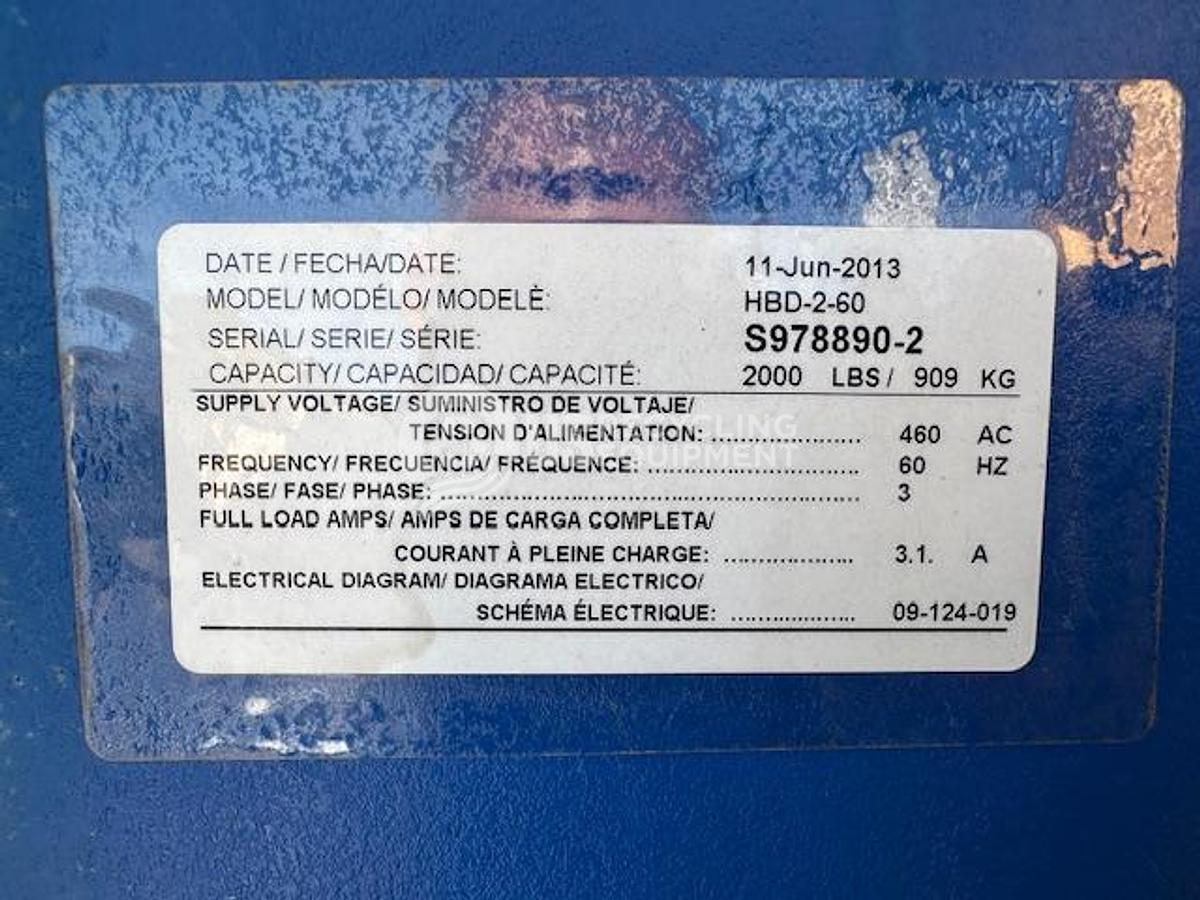 DATE / FECHA/DATE: 11-Jun-2013
MODEL/ MODÉLO/ MODELÈ: HBD-2-60
SERIAL/ SERIE/ SÉRIE: S978890-2
CAPACITY/ CAPACIDAD/ CAPACITÉ: 2000 LBS / 909 KG
SUPPLY VOLTAGE/ SUMINISTRO DE VOLTAJE/
TENSION D'ALIMENTATION: ..................... 460 AC
FREQUENCY/ FRECUENCIA/ FRÉQUENCE: ............................... 60 HZ
PHASE/ FASE/ PHASE: .............................................................. 3
FULL LOAD AMPS/ AMPS DE CARGA COMPLETA/
COURANT À PLEINE CHARGE: ................... 3.1. A
ELECTRICAL DIAGRAM/ DIAGRAMA ELECTRICO/
SCHÉMA ÉLECTRIQUE: .................. 09-124-019
EQUIPMENT